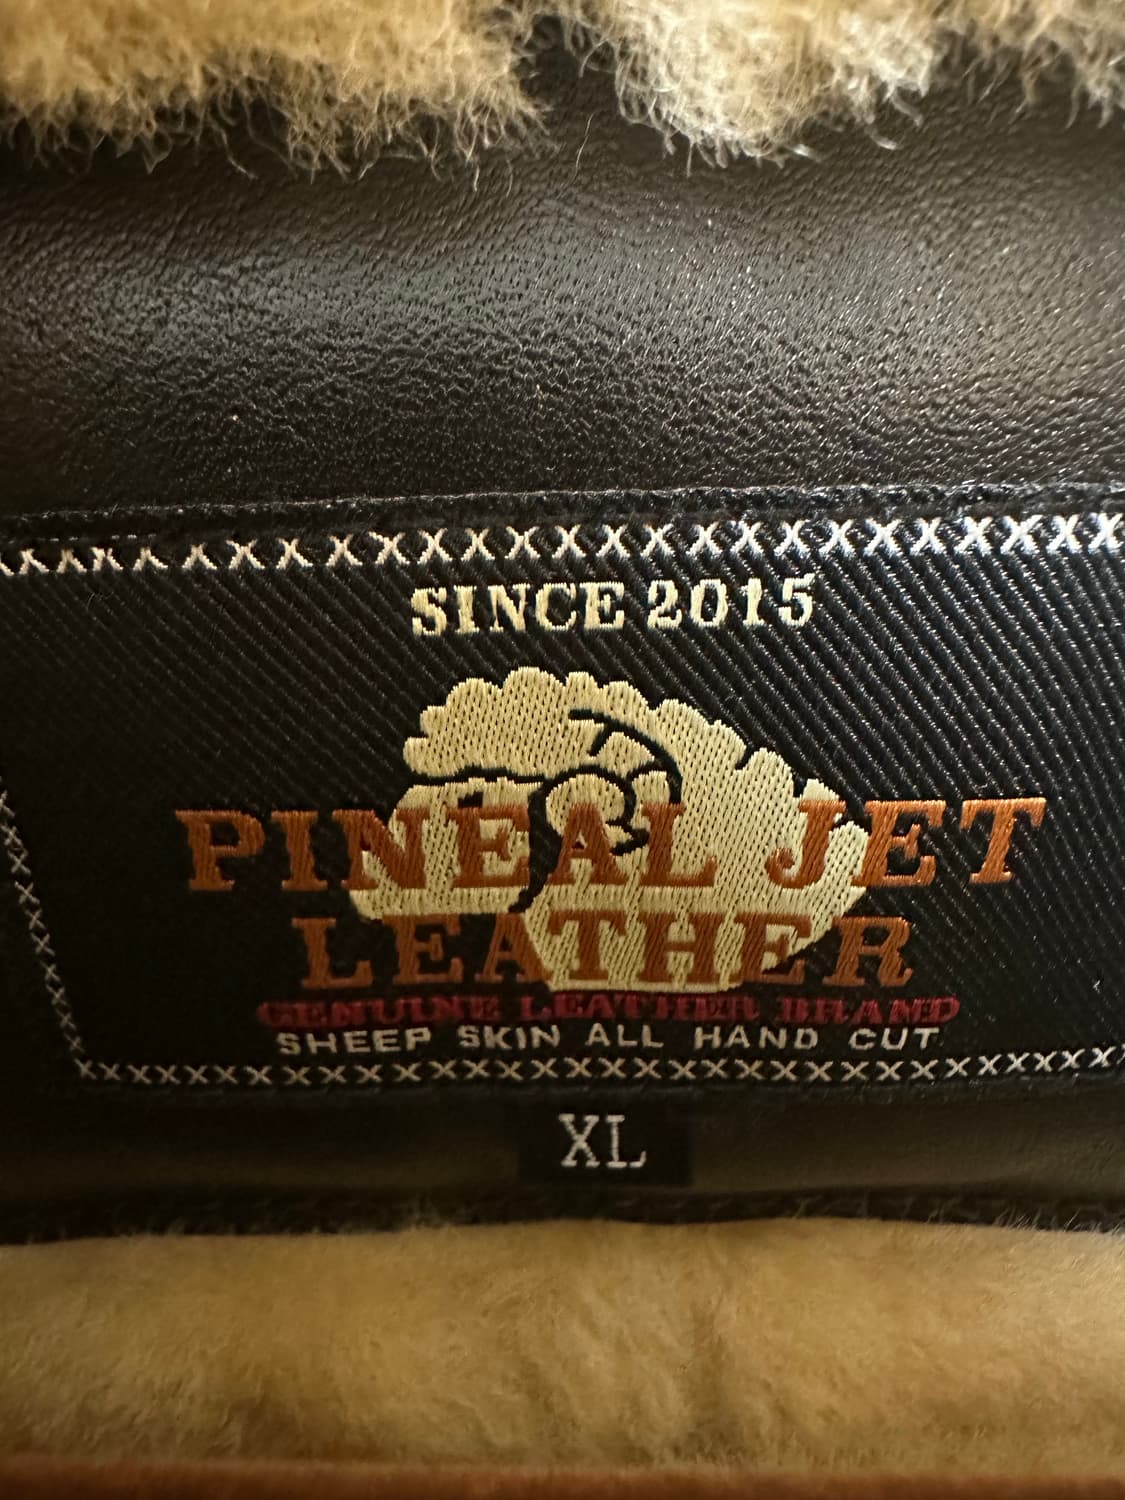 SINCE 2015
PINEAL JET
LEATHER
GENUINE LEATHER BRAND
SHEEP SKIN ALL HAND CUT
XL